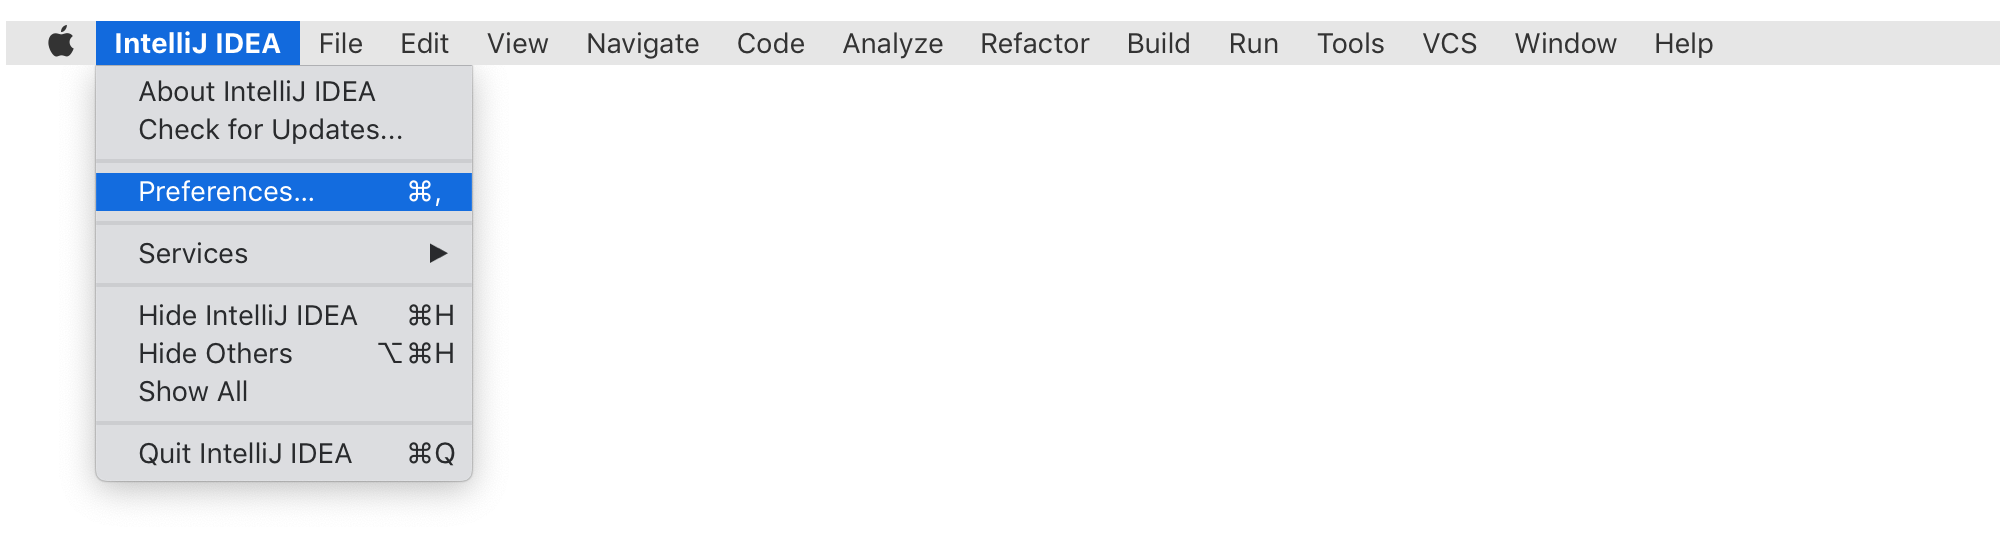 IntelliJ IDEA File Edit View Navigate Code Analyze Refactor Build Run Tools VCS Window Help
About IntelliJ IDEA
Check for Updates...
Preferences... ⌘,
Services ▶
Hide IntelliJ IDEA ⌘H
Hide Others ⌥⌘H
Show All
Quit IntelliJ IDEA ⌘Q